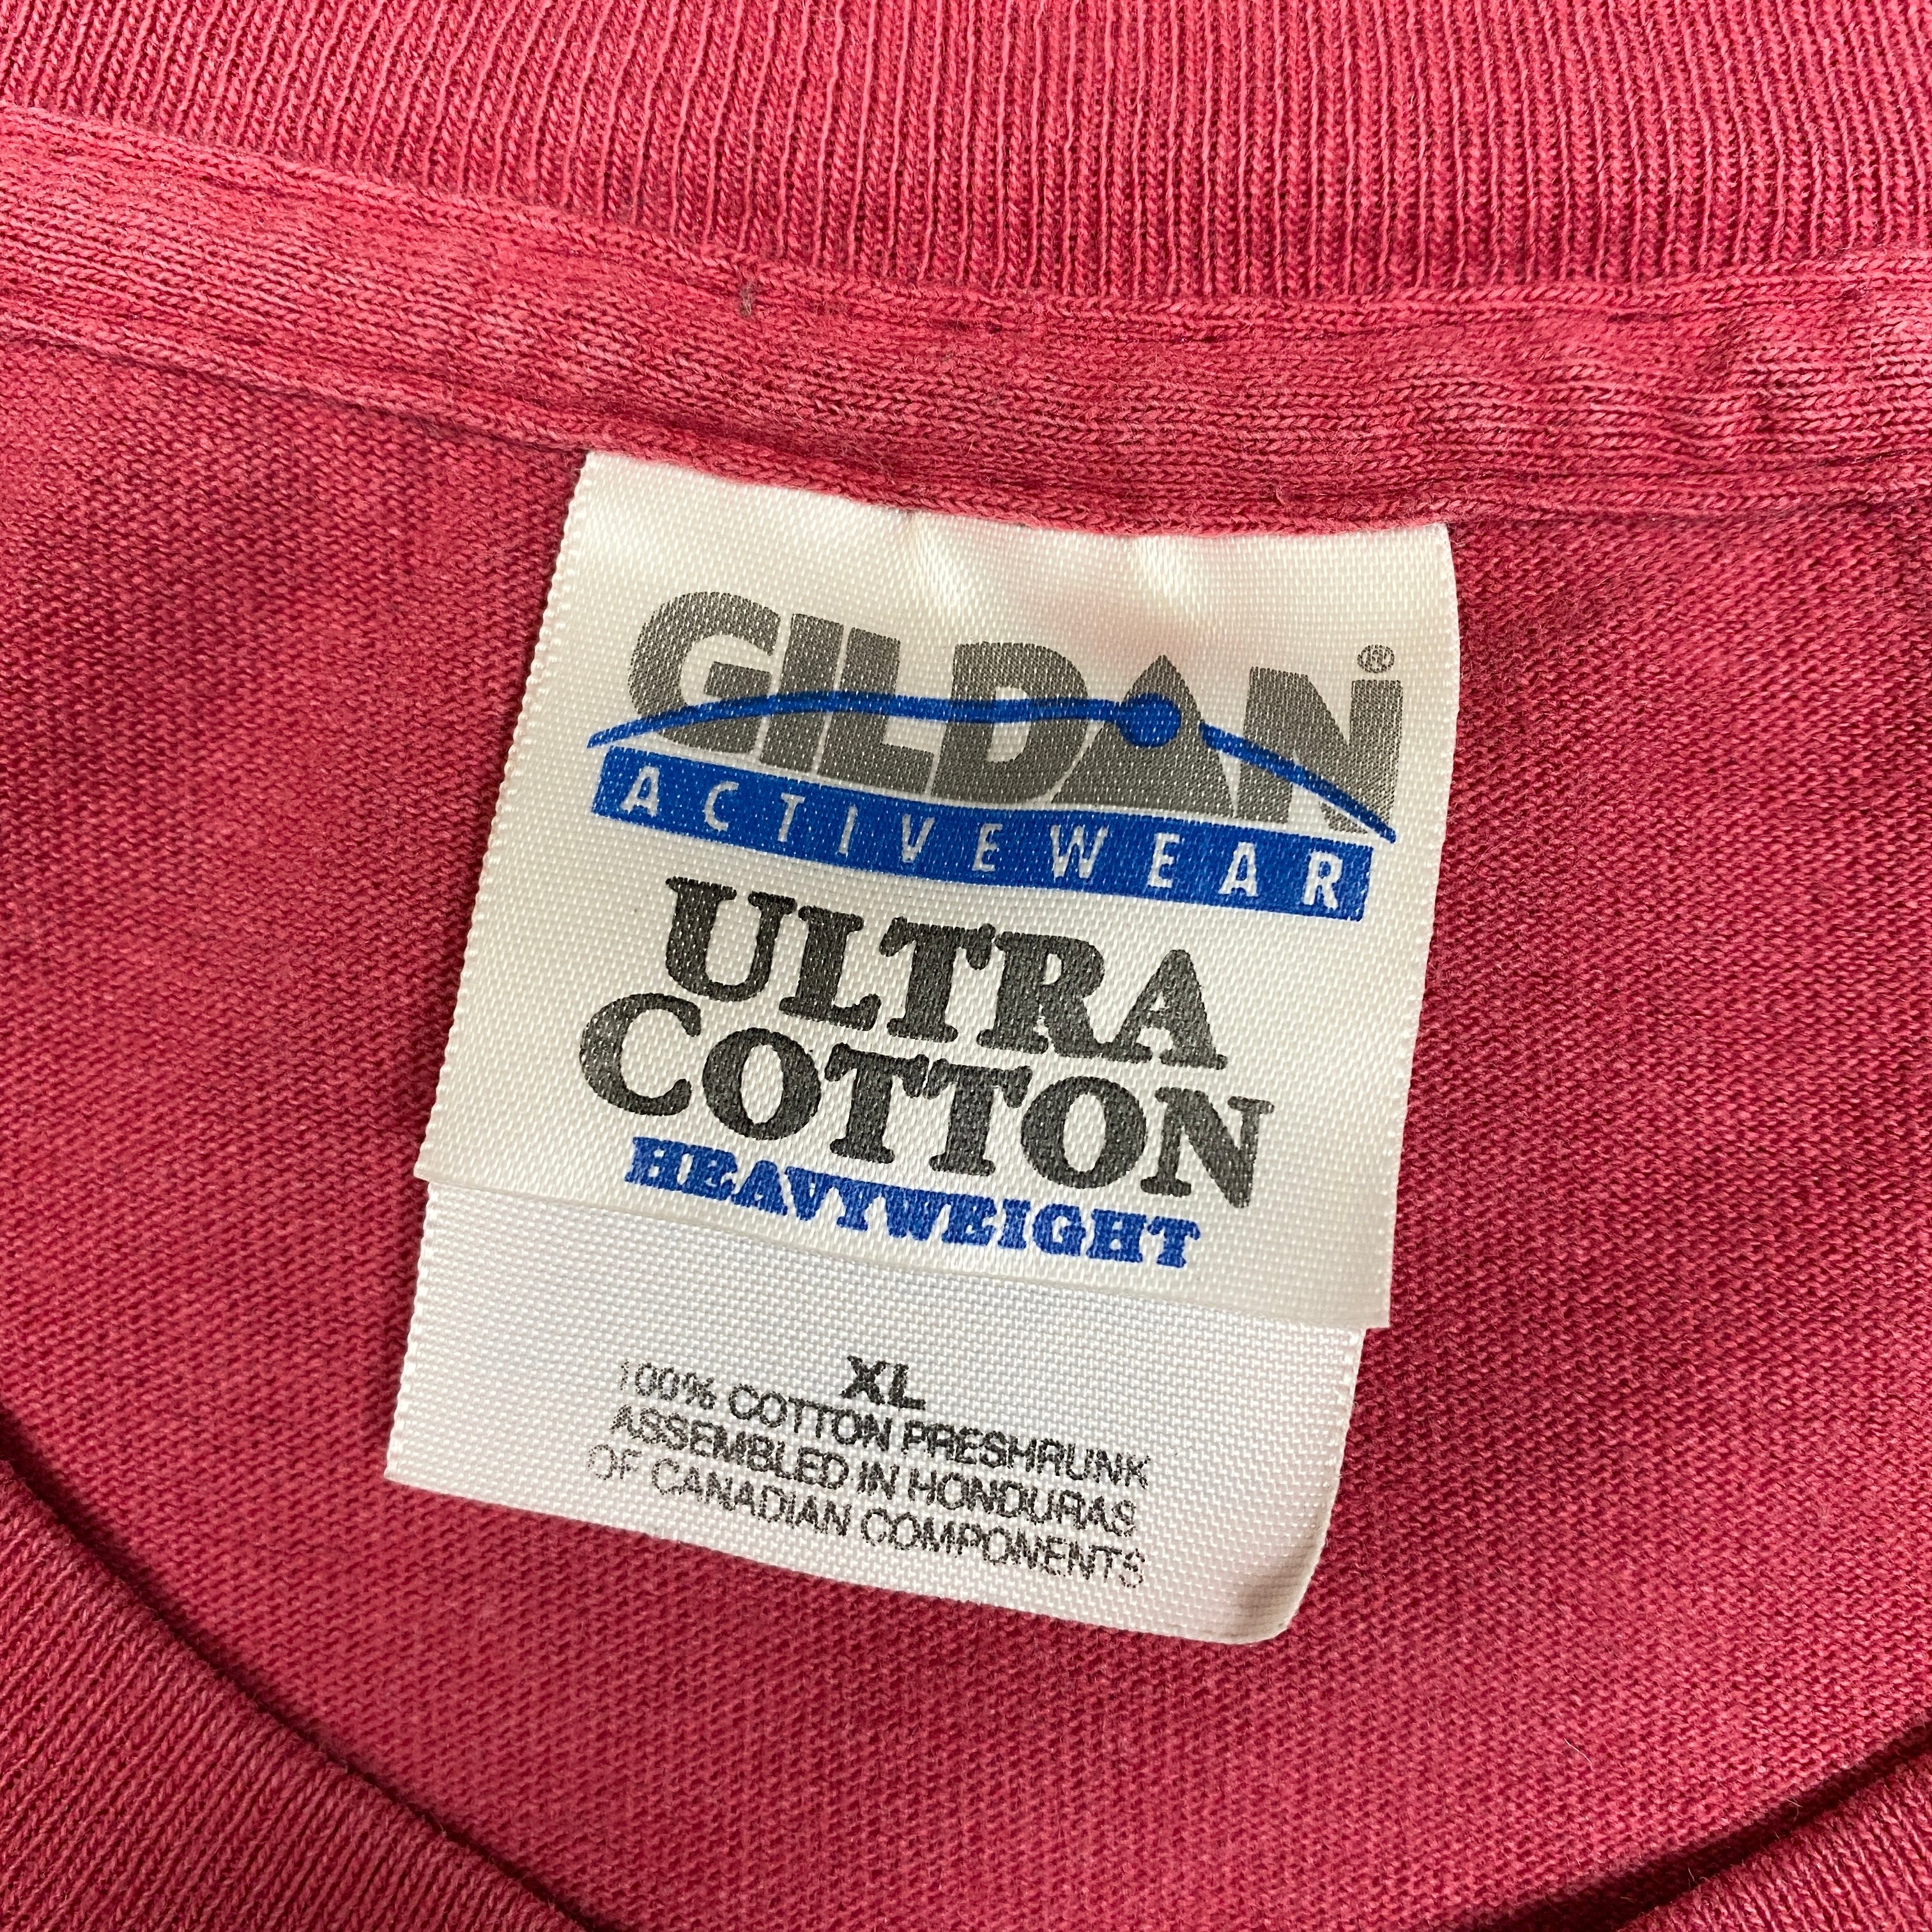 GILDAN®
ACTIVEWEAR
ULTRA
COTTON
HEAVYWEIGHT
XL
100% COTTON PRESHRUNK
ASSEMBLED IN HONDURAS
OF CANADIAN COMPONENTS